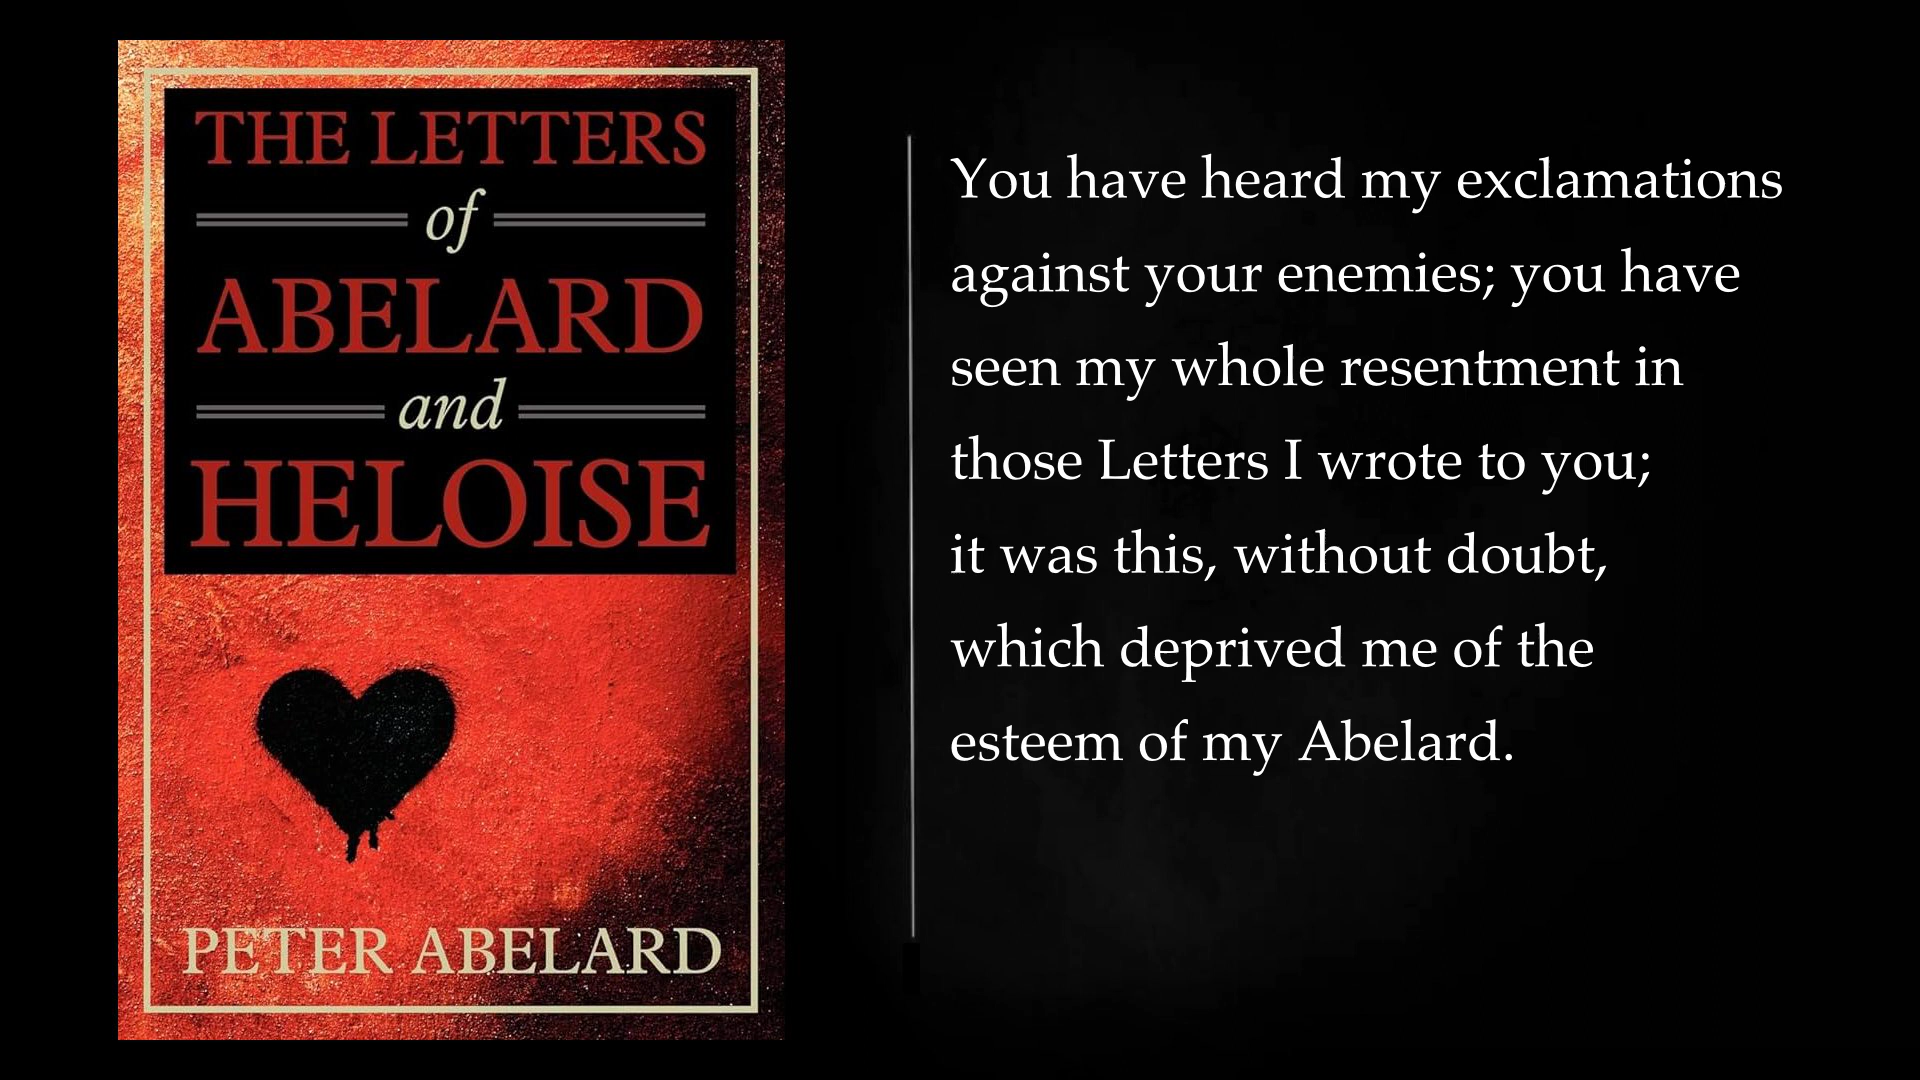 THE LETTERS
of
ABELARD
and
HELOISE
PETER ABELARD
You have heard my exclamations
against your enemies; you have
seen my whole resentment in
those Letters I wrote to you;
it was this, without doubt,
which deprived me of the
esteem of my Abelard.